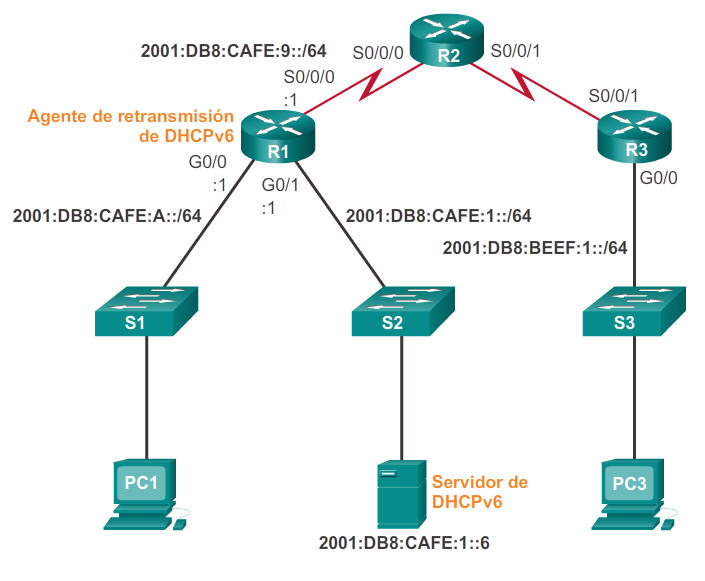 2001:DB8:CAFE:9::/64
S0/0/0
R2
S0/0/1
S0/0/0
:1
S0/0/1
Agente de retransmisión
de DHCPv6
R1
R3
G0/0
:1
G0/1
:1
G0/0
2001:DB8:CAFE:A::/64
2001:DB8:CAFE:1::/64
2001:DB8:BEEF:1::/64
S1
S2
S3
PC1
Servidor de
DHCPv6
PC3
2001:DB8:CAFE:1::6